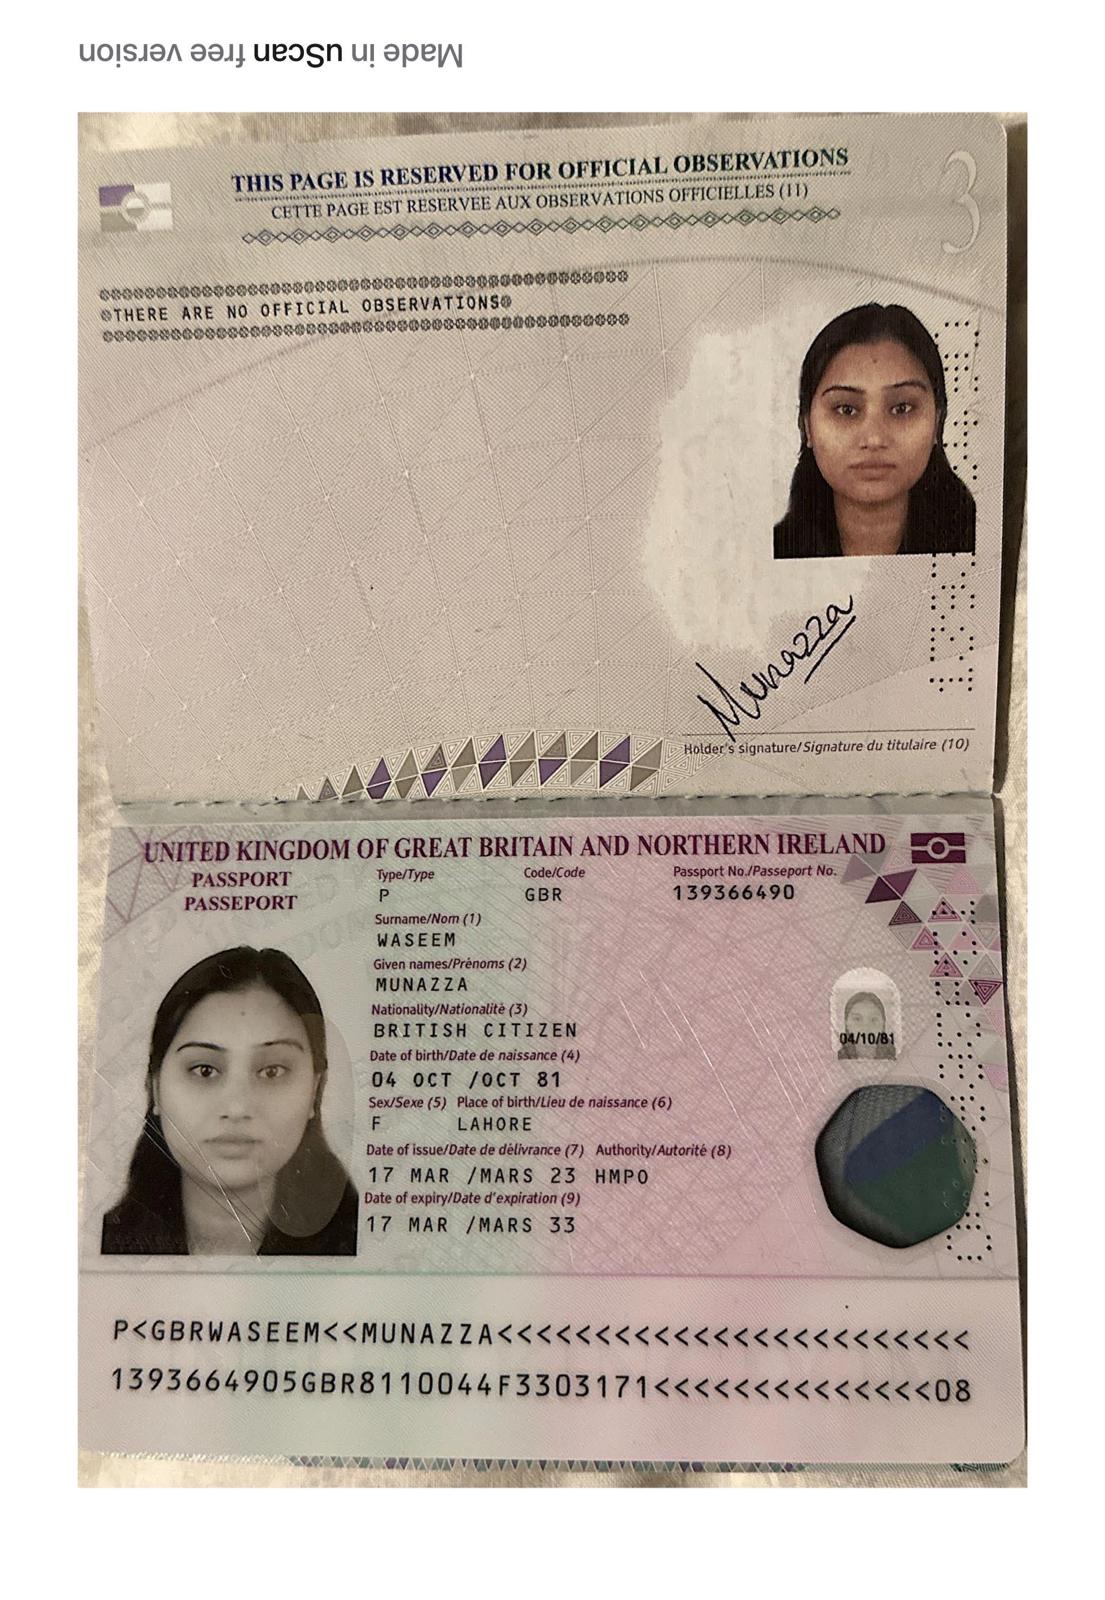 Made in uScan free version
THIS PAGE IS RESERVED FOR OFFICIAL OBSERVATIONS
CETTE PAGE EST RESERVEE AUX OBSERVATIONS OFFICIELLES (11)
3
THERE ARE NO OFFICIAL OBSERVATIONS
Munazza
Holder's signature/Signature du titulaire (10)
UNITED KINGDOM OF GREAT BRITAIN AND NORTHERN IRELAND
PASSPORT
PASSEPORT
Type/Type Code/Code Passport No./Passeport No.
P GBR 139366490
Surname/Nom (1)
WASEEM
Given names/Prénoms (2)
MUNAZZA
Nationality/Nationalité (3)
BRITISH CITIZEN
Date of birth/Date de naissance (4)
04 OCT /OCT 81
04/10/81
Sex/Sexe (5) Place of birth/Lieu de naissance (6)
F LAHORE
Date of issue/Date de délivrance (7) Authority/Autorité (8)
17 MAR /MARS 23 HMPO
Date of expiry/Date d'expiration (9)
17 MAR /MARS 33
P<GBRWASEEM<<MUNAZZA<<<<<<<<<<<<<<<<<<<<<<<<
1393664905GBR8110044F3303171<<<<<<<<<<<<<<08